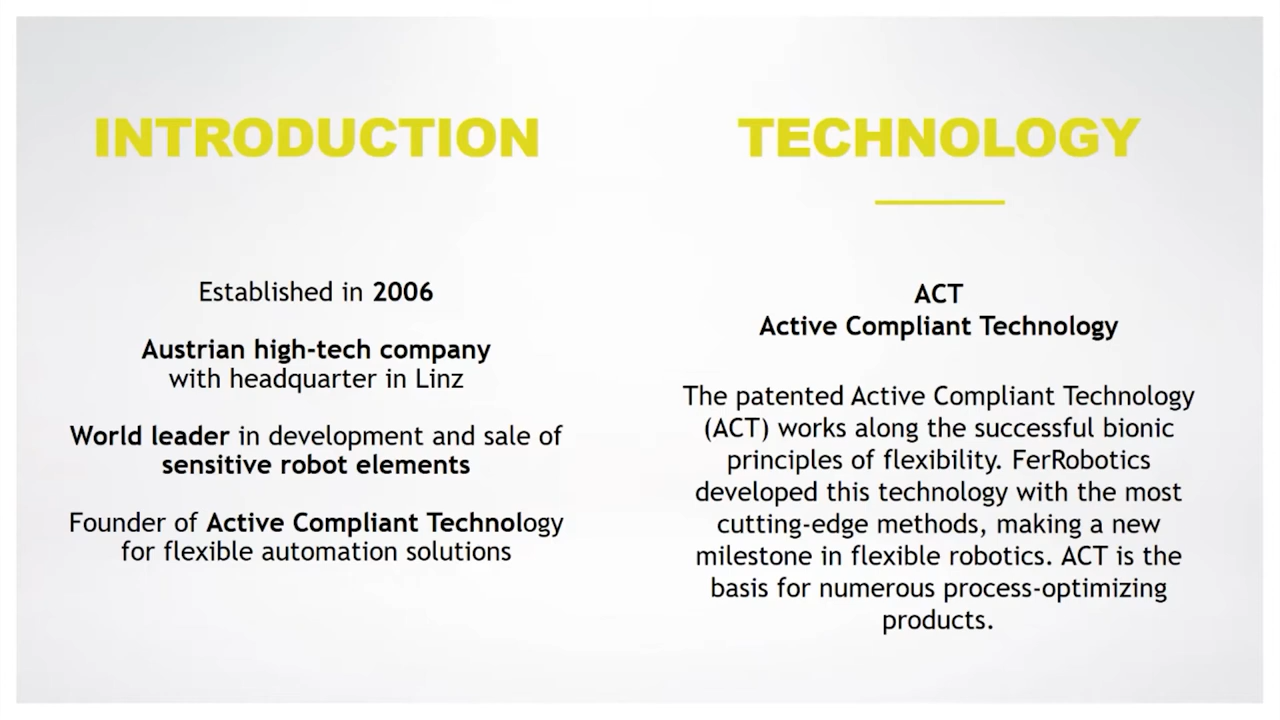 INTRODUCTION
Established in 2006
Austrian high-tech company
with headquarter in Linz
World leader in development and sale of
sensitive robot elements
Founder of Active Compliant Technology
for flexible automation solutions
TECHNOLOGY
ACT
Active Compliant Technology
The patented Active Compliant Technology
(ACT) works along the successful bionic
principles of flexibility. FerRobotics
developed this technology with the most
cutting-edge methods, making a new
milestone in flexible robotics. ACT is the
basis for numerous process-optimizing
products.